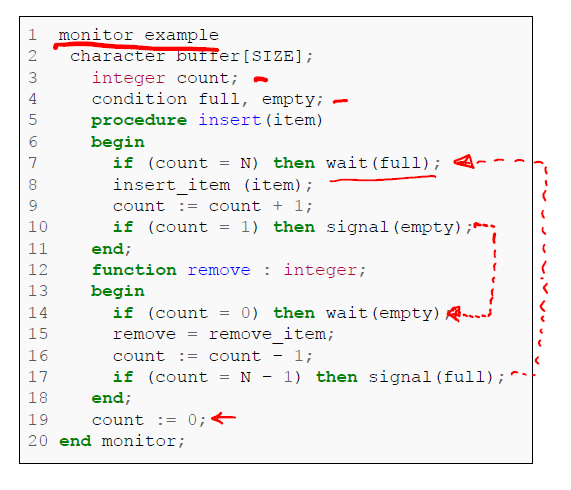 1 monitor example
2 character buffer[SIZE];
3 integer count;
4 condition full, empty;
5 procedure insert(item)
6 begin
7 if (count = N) then wait(full);
8 insert_item (item);
9 count := count + 1;
10 if (count = 1) then signal(empty);
11 end;
12 function remove : integer;
13 begin
14 if (count = 0) then wait(empty);
15 remove = remove_item;
16 count := count - 1;
17 if (count = N - 1) then signal(full);
18 end;
19 count := 0;
20 end monitor;